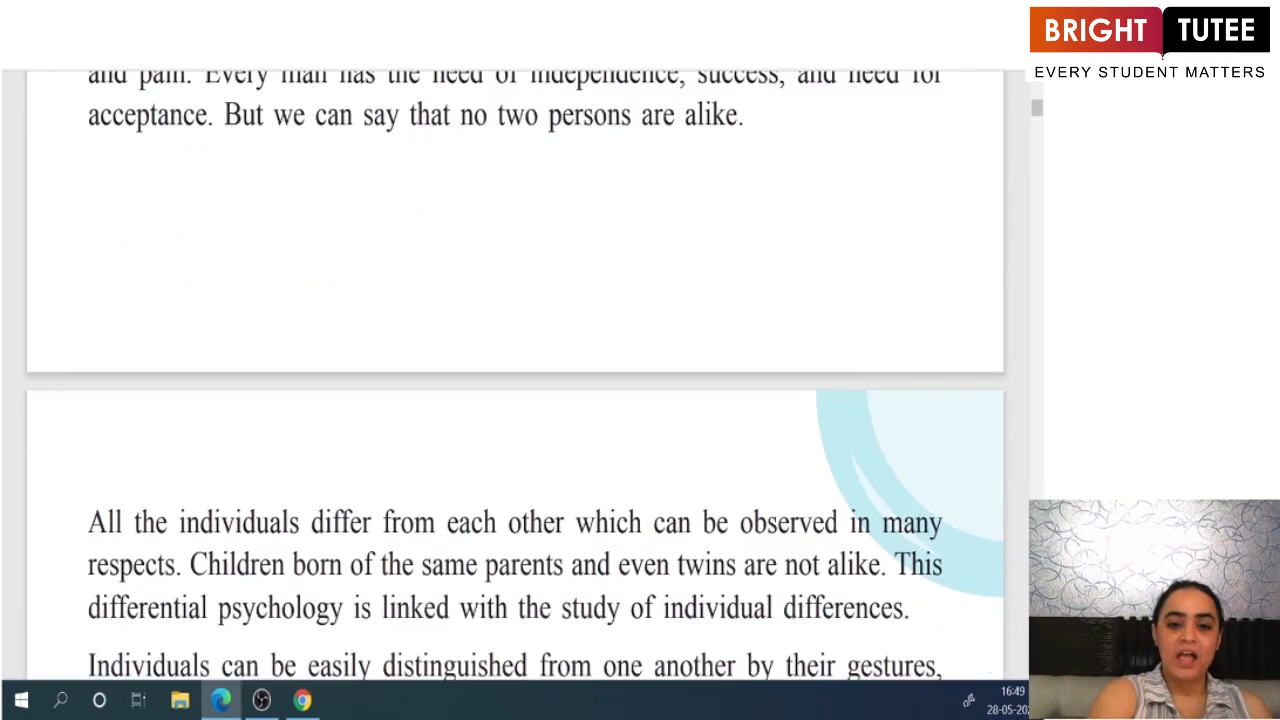 BRIGHT TUTEE
EVERY STUDENT MATTERS
and pain. Every man has the need of independence, success, and need for
acceptance. But we can say that no two persons are alike.
All the individuals differ from each other which can be observed in many
respects. Children born of the same parents and even twins are not alike. This
differential psychology is linked with the study of individual differences.
Individuals can be easily distinguished from one another by their gestures,
16:49
28-05-20